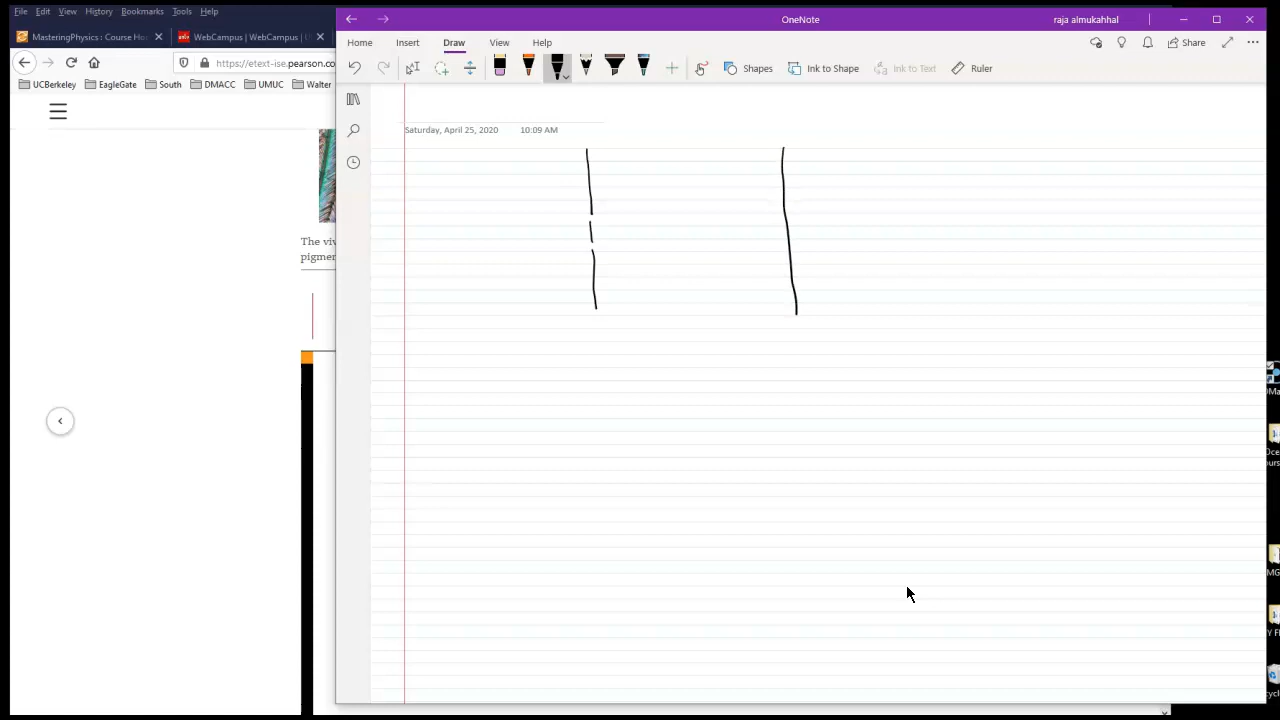 File Edit View History Bookmarks Tools Help
MasteringPhysics : Course Ho
WebCampus | WebCampus |
https://etext-ise.pearson.co
UCBerkeley EagleGate South DMACC UMUC Walter
The viv
pigmen
OneNote
raja almukahhal
Home Insert Draw View Help
Share
Shapes Ink to Shape Ink to Text Ruler
Saturday, April 25, 2020 10:09 AM